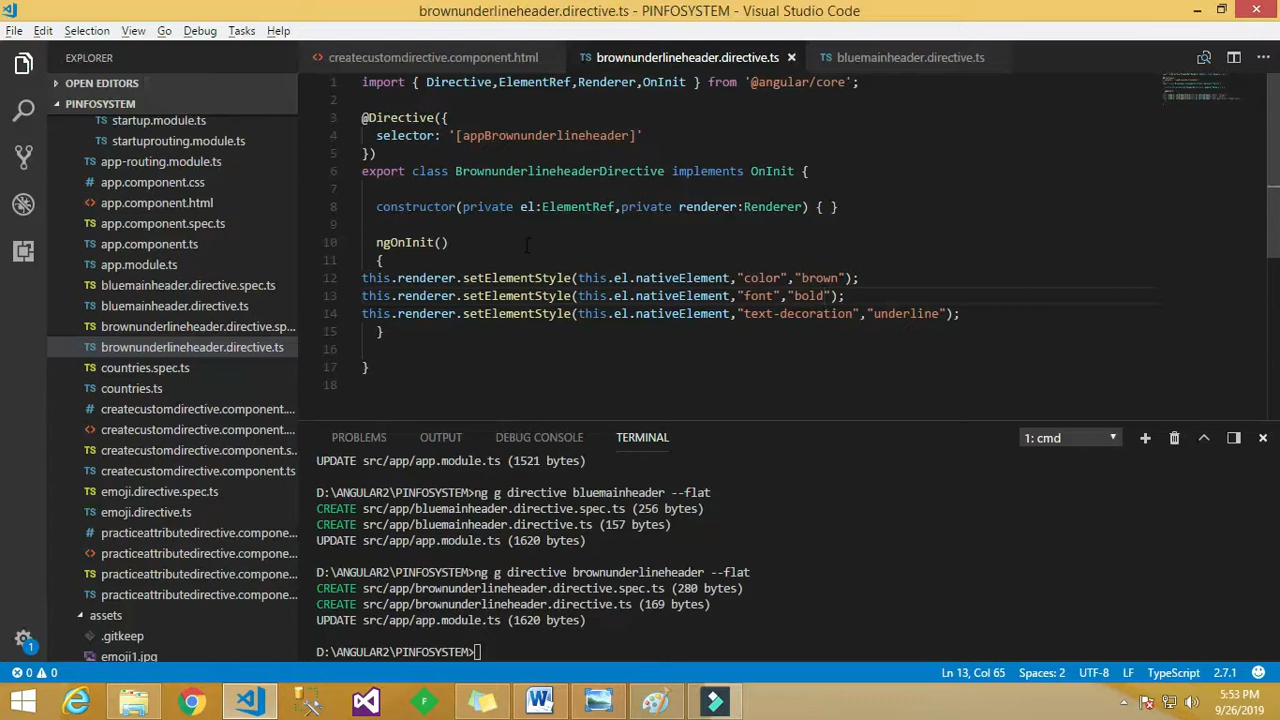 brownunderlineheader.directive.ts - PINFOSYSTEM - Visual Studio Code
File Edit Selection View Go Debug Tasks Help
EXPLORER
OPEN EDITORS
PINFOSYSTEM
startup.module.ts
startuprouting.module.ts
app-routing.module.ts
app.component.css
app.component.html
app.component.spec.ts
app.component.ts
app.module.ts
bluemainheader.directive.spec.ts
bluemainheader.directive.ts
brownunderlineheader.directive.sp...
brownunderlineheader.directive.ts
countries.spec.ts
countries.ts
createcustomdirective.component....
createcustomdirective.component....
createcustomdirective.component.s...
createcustomdirective.component.ts
emoji.directive.spec.ts
emoji.directive.ts
practiceattributedirective.compone...
practiceattributedirective.compone...
practiceattributedirective.compone...
practiceattributedirective.compone...
assets
.gitkeep
emoji1.jpg
createcustomdirective.component.html brownunderlineheader.directive.ts bluemainheader.directive.ts
1 import { Directive,ElementRef,Renderer,OnInit } from '@angular/core';
2
3 @Directive({
4 selector: '[appBrownunderlineheader]'
5 })
6 export class BrownunderlineheaderDirective implements OnInit {
7
8 constructor(private el:ElementRef,private renderer:Renderer) { }
9
10 ngOnInit()
11 {
12 this.renderer.setElementStyle(this.el.nativeElement,"color","brown");
13 this.renderer.setElementStyle(this.el.nativeElement,"font","bold");
14 this.renderer.setElementStyle(this.el.nativeElement,"text-decoration","underline");
15 }
16
17 }
18
PROBLEMS OUTPUT DEBUG CONSOLE TERMINAL 1: cmd
UPDATE src/app/app.module.ts (1521 bytes)
D:\ANGULAR2\PINFOSYSTEM>ng g directive bluemainheader --flat
CREATE src/app/bluemainheader.directive.spec.ts (256 bytes)
CREATE src/app/bluemainheader.directive.ts (157 bytes)
UPDATE src/app/app.module.ts (1620 bytes)
D:\ANGULAR2\PINFOSYSTEM>ng g directive brownunderlineheader --flat
CREATE src/app/brownunderlineheader.directive.spec.ts (280 bytes)
CREATE src/app/brownunderlineheader.directive.ts (169 bytes)
UPDATE src/app/app.module.ts (1620 bytes)
D:\ANGULAR2\PINFOSYSTEM>
1
0 0 Ln 13, Col 65 Spaces: 2 UTF-8 LF TypeScript 2.7.1
5:53 PM
9/26/2019